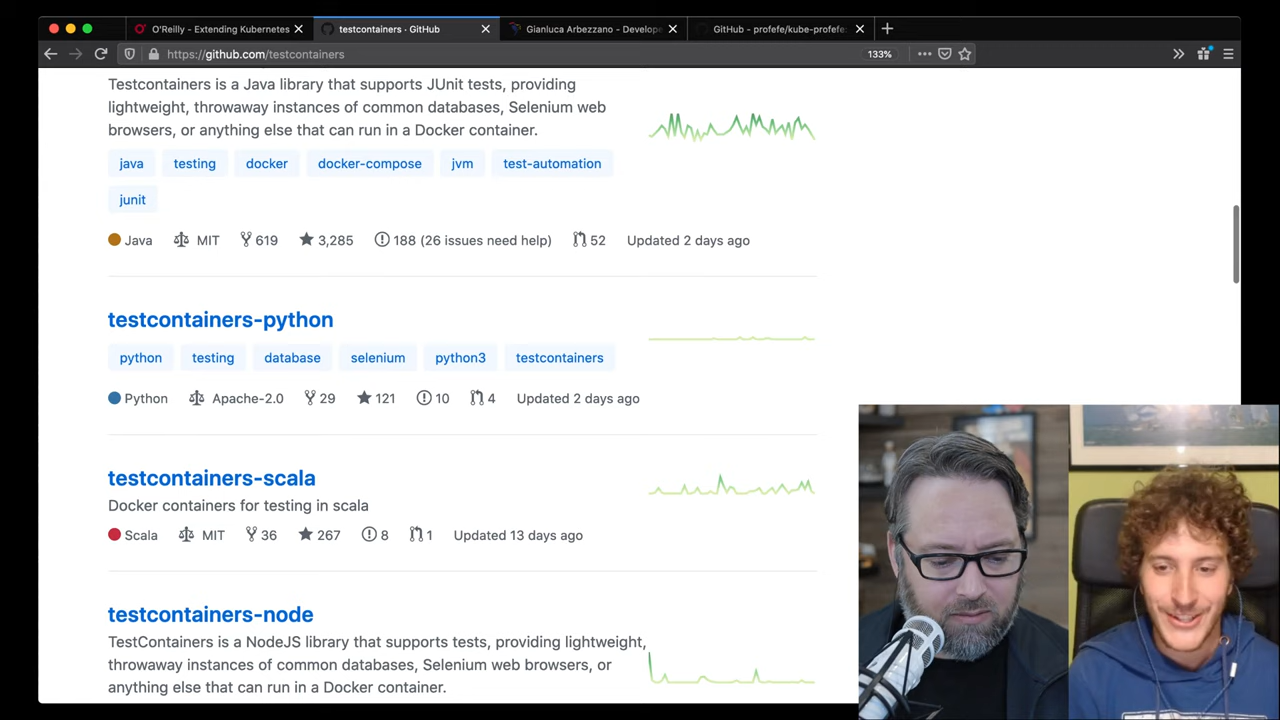 O'Reilly - Extending Kubernetes
testcontainers · GitHub
Gianluca Arbezzano - Develope
GitHub - profefe/kube-profefe:
https://github.com/testcontainers
133%
Testcontainers is a Java library that supports JUnit tests, providing
lightweight, throwaway instances of common databases, Selenium web
browsers, or anything else that can run in a Docker container.
java testing docker docker-compose jvm test-automation
junit
Java MIT 619 3,285 188 (26 issues need help) 52 Updated 2 days ago
testcontainers-python
python testing database selenium python3 testcontainers
Python Apache-2.0 29 121 10 4 Updated 2 days ago
testcontainers-scala
Docker containers for testing in scala
Scala MIT 36 267 8 1 Updated 13 days ago
testcontainers-node
TestContainers is a NodeJS library that supports tests, providing lightweight,
throwaway instances of common databases, Selenium web browsers, or
anything else that can run in a Docker container.